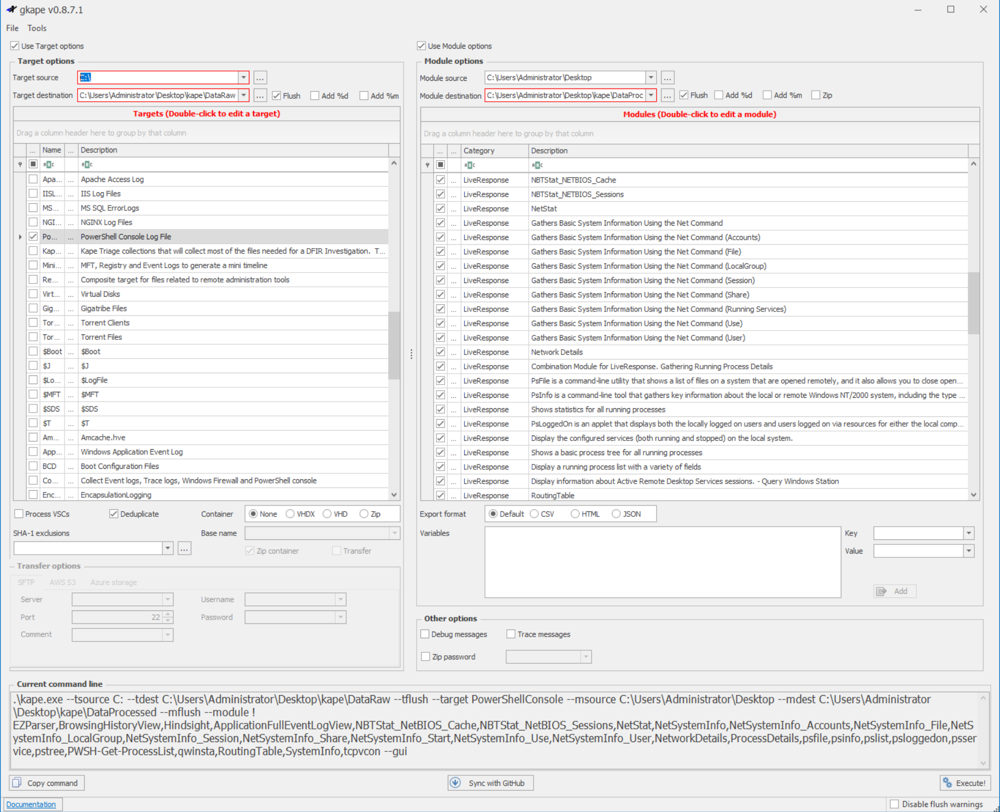 gkape v0.8.7.1
File Tools
Use Target options
Target options
Target source C:\ ...
Target destination C:\Users\Administrator\Desktop\kape\DataRaw ... Flush Add %d Add %m
Targets (Double-click to edit a target)
Drag a column header here to group by that column
... Name ... Description
Apa... ... Apache Access Log
IISL... ... IIS Log Files
MS... ... MS SQL ErrorLogs
NGI... ... NGINX Log Files
Po... ... PowerShell Console Log File
Kap... ... Kape Triage collections that will collect most of the files needed for a DFIR Investigation. T...
Mini... ... MFT, Registry and Event Logs to generate a mini timeline
Re... ... Composite target for files related to remote administration tools
Virt... ... Virtual Disks
Gig... ... Gigatribe Files
Tor... ... Torrent Clients
Tor... ... Torrent Files
$Boot ... $Boot
$J ... $J
$Lo... ... $LogFile
$MFT ... $MFT
$SDS ... $SDS
$T ... $T
Am... ... Amcache.hve
App... ... Windows Application Event Log
BCD ... Boot Configuration Files
Co... ... Collect Event logs, Trace logs, Windows Firewall and PowerShell console
Enc... ... EncapsulationLogging
Process VSCs Deduplicate Container None VHDX VHD Zip
SHA-1 exclusions Base name
... Zip container Transfer
Transfer options
SFTP AWS S3 Azure storage
Server Username
Port 22 Password
Comment
Use Module options
Module options
Module source C:\Users\Administrator\Desktop ...
Module destination C:\Users\Administrator\Desktop\kape\DataProc ... Flush Add %d Add %m Zip
Modules (Double-click to edit a module)
Drag a column header here to group by that column
... ... Category Description
... LiveResponse NBTStat_NETBIOS_Cache
... LiveResponse NBTStat_NETBIOS_Sessions
... LiveResponse NetStat
... LiveResponse Gathers Basic System Information Using the Net Command
... LiveResponse Gathers Basic System Information Using the Net Command (Accounts)
... LiveResponse Gathers Basic System Information Using the Net Command (File)
... LiveResponse Gathers Basic System Information Using the Net Command (LocalGroup)
... LiveResponse Gathers Basic System Information Using the Net Command (Session)
... LiveResponse Gathers Basic System Information Using the Net Command (Share)
... LiveResponse Gathers Basic System Information Using the Net Command (Running Services)
... LiveResponse Gathers Basic System Information Using the Net Command (Use)
... LiveResponse Gathers Basic System Information Using the Net Command (User)
... LiveResponse Network Details
... LiveResponse Combination Module for LiveResponse. Gathering Running Process Details
... LiveResponse PsFile is a command-line utility that shows a list of files on a system that are opened remotely, and it also allows you to close open...
... LiveResponse PsInfo is a command-line tool that gathers key information about the local or remote Windows NT/2000 system, including the type ...
... LiveResponse Shows statistics for all running processes
... LiveResponse PsLoggedOn is an applet that displays both the locally logged on users and users logged on via resources for either the local comp...
... LiveResponse Display the configured services (both running and stopped) on the local system.
... LiveResponse Shows a basic process tree for all running processes
... LiveResponse Display a running process list with a variety of fields
... LiveResponse Display information about Active Remote Desktop Services sessions. - Query Windows Station
... LiveResponse RoutingTable
Export format Default CSV HTML JSON
Variables Key
Value
Add
Other options
Debug messages Trace messages
Zip password
Current command line
.\kape.exe --tsource C: --tdest C:\Users\Administrator\Desktop\kape\DataRaw --tflush --target PowerShellConsole --msource C:\Users\Administrator\Desktop --mdest C:\Users\Administrator
\Desktop\kape\DataProcessed --mflush --module !
EZParser,BrowsingHistoryView,Hindsight,ApplicationFullEventLogView,NBTStat_NetBIOS_Cache,NBTStat_NetBIOS_Sessions,NetStat,NetSystemInfo,NetSystemInfo_Accounts,NetSystemInfo_File,NetS
ystemInfo_LocalGroup,NetSystemInfo_Session,NetSystemInfo_Share,NetSystemInfo_Start,NetSystemInfo_Use,NetSystemInfo_User,NetworkDetails,ProcessDetails,psfile,psinfo,pslist,psloggedon,psser
vice,pstree,PWSH-Get-ProcessList,qwinsta,RoutingTable,SystemInfo,tcpvcon --gui
Copy command Sync with GitHub Execute!
Documentation Disable flush warnings